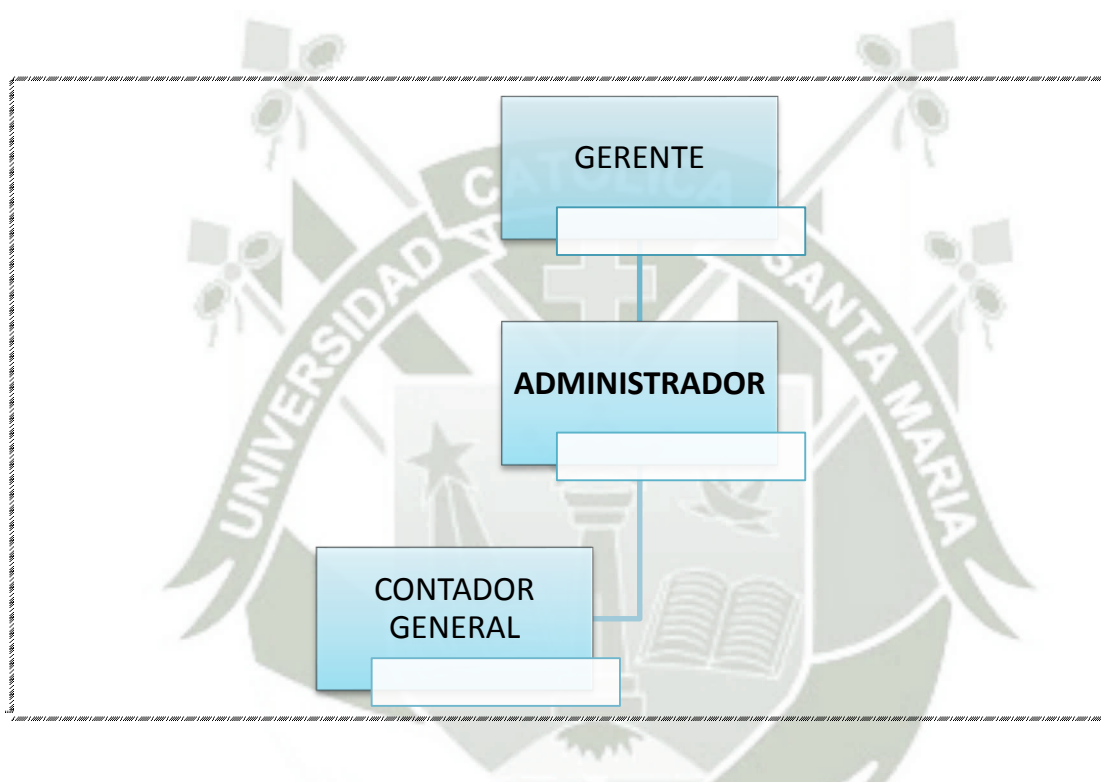 GERENTE
ADMINISTRADOR
CONTADOR
GENERAL
UNIVERSIDAD CATOLICA SANTA MARIA